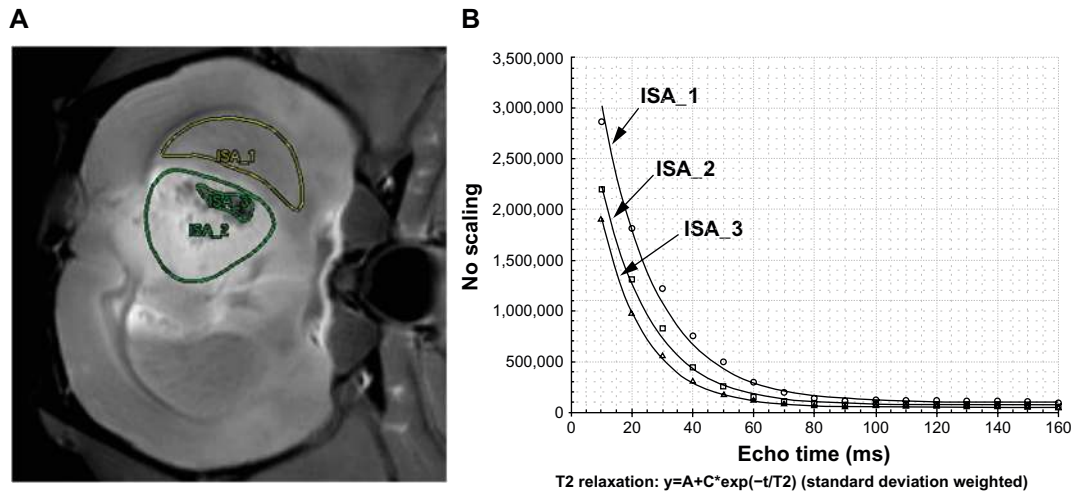 A
B
ISA_1
ISA_3
ISA_2
3,500,000
3,000,000
2,500,000
2,000,000
1,500,000
1,000,000
500,000
0
No scaling
ISA_1
ISA_2
ISA_3
0 20 40 60 80 100 120 140 160
Echo time (ms)
T2 relaxation: y=A+C*exp(−t/T2) (standard deviation weighted)